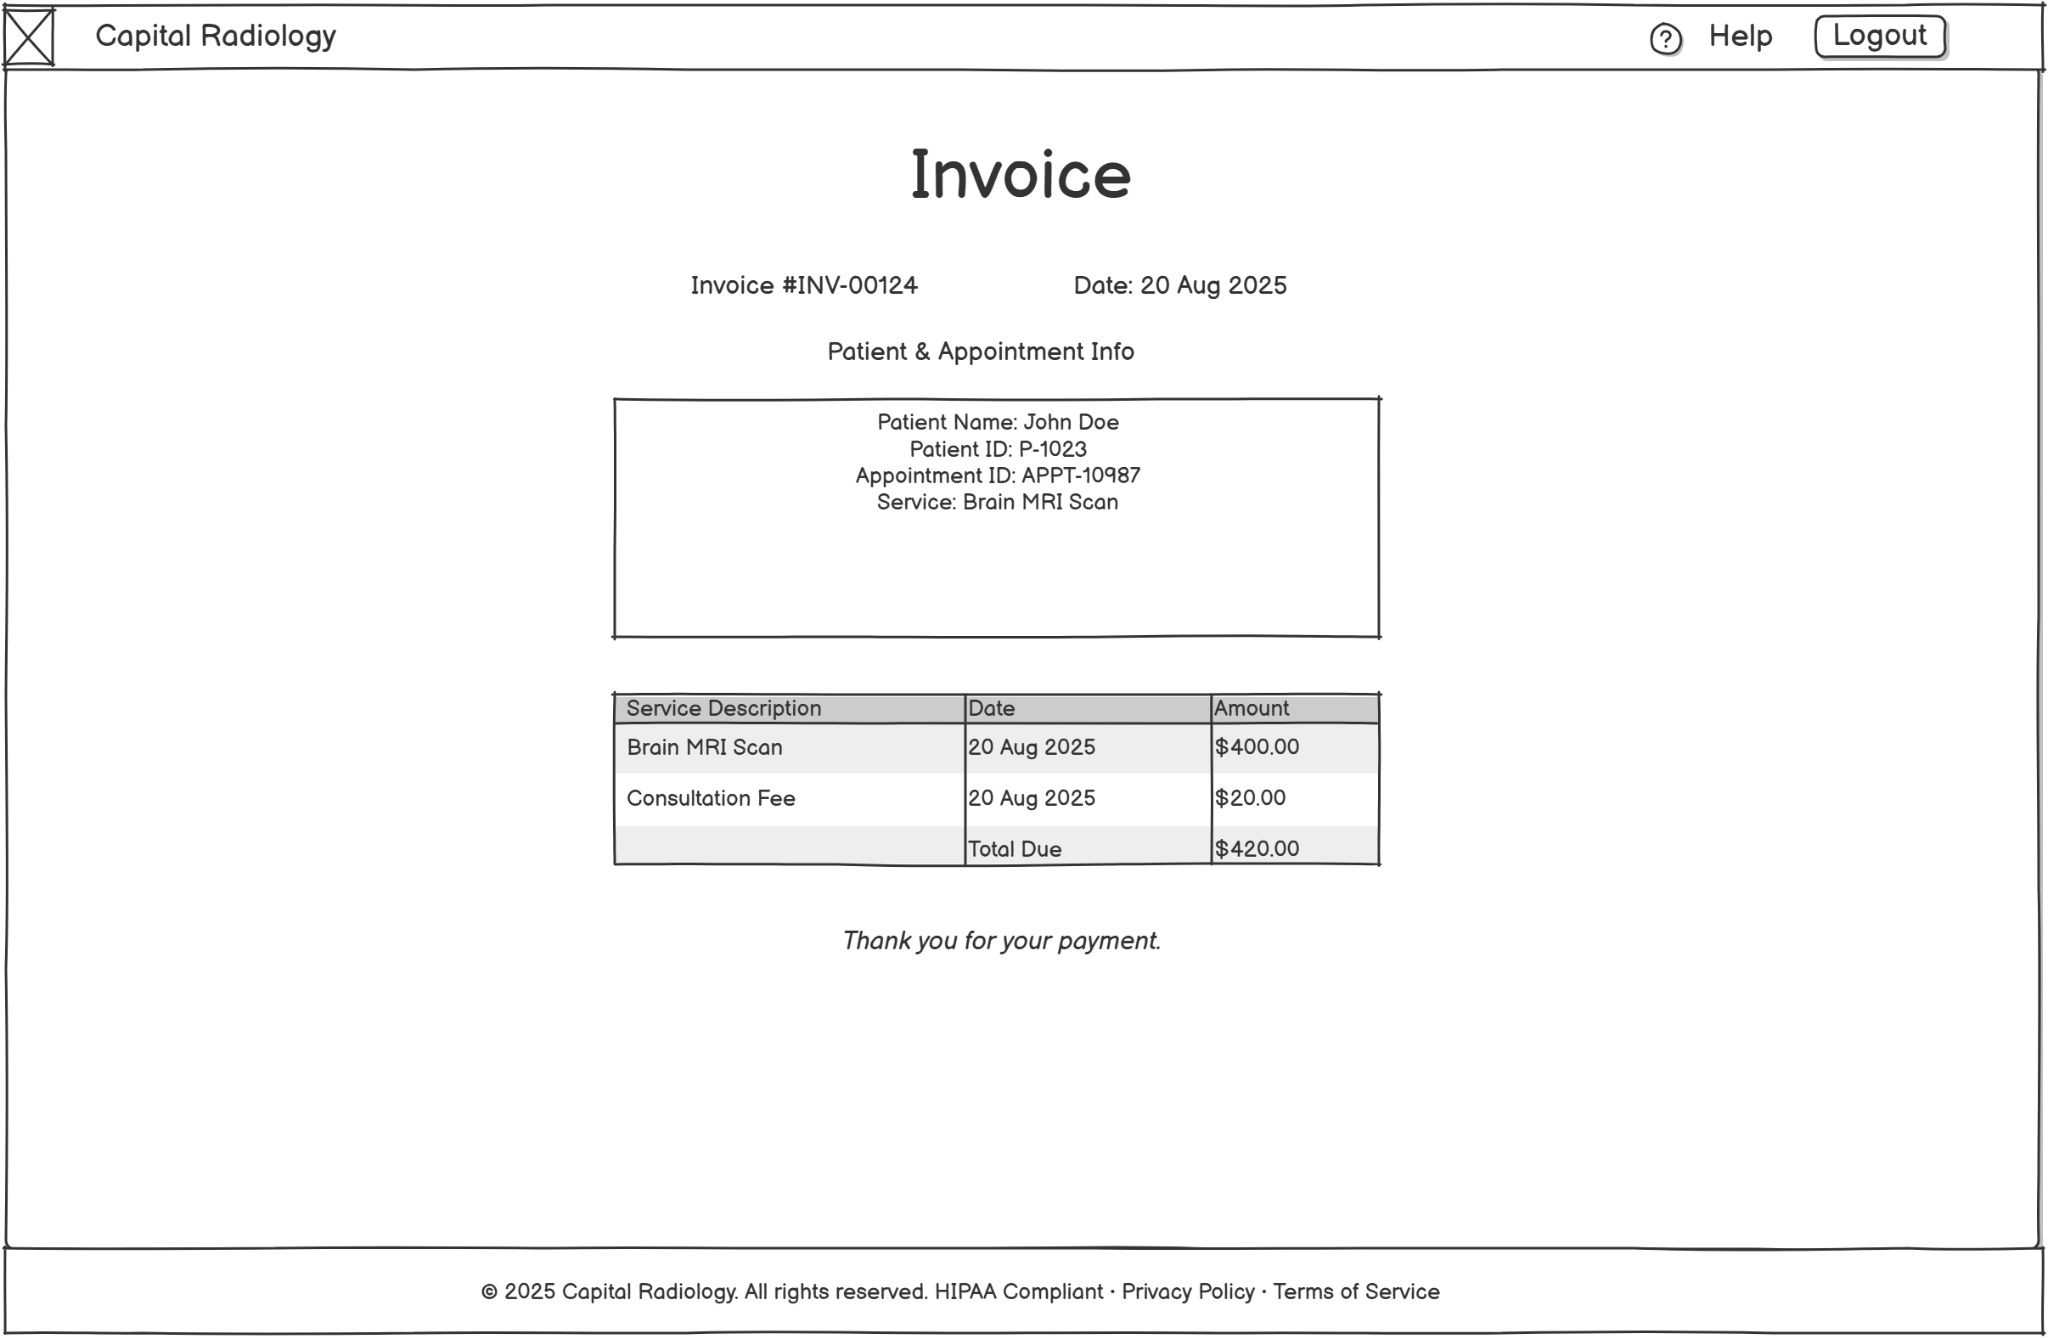 Capital Radiology
? Help Logout
Invoice
Invoice #INV-00124 Date: 20 Aug 2025
Patient & Appointment Info
Patient Name: John Doe
Patient ID: P-1023
Appointment ID: APPT-10987
Service: Brain MRI Scan
Service Description Date Amount
Brain MRI Scan 20 Aug 2025 $400.00
Consultation Fee 20 Aug 2025 $20.00
Total Due $420.00
Thank you for your payment.
© 2025 Capital Radiology. All rights reserved. HIPAA Compliant · Privacy Policy · Terms of Service